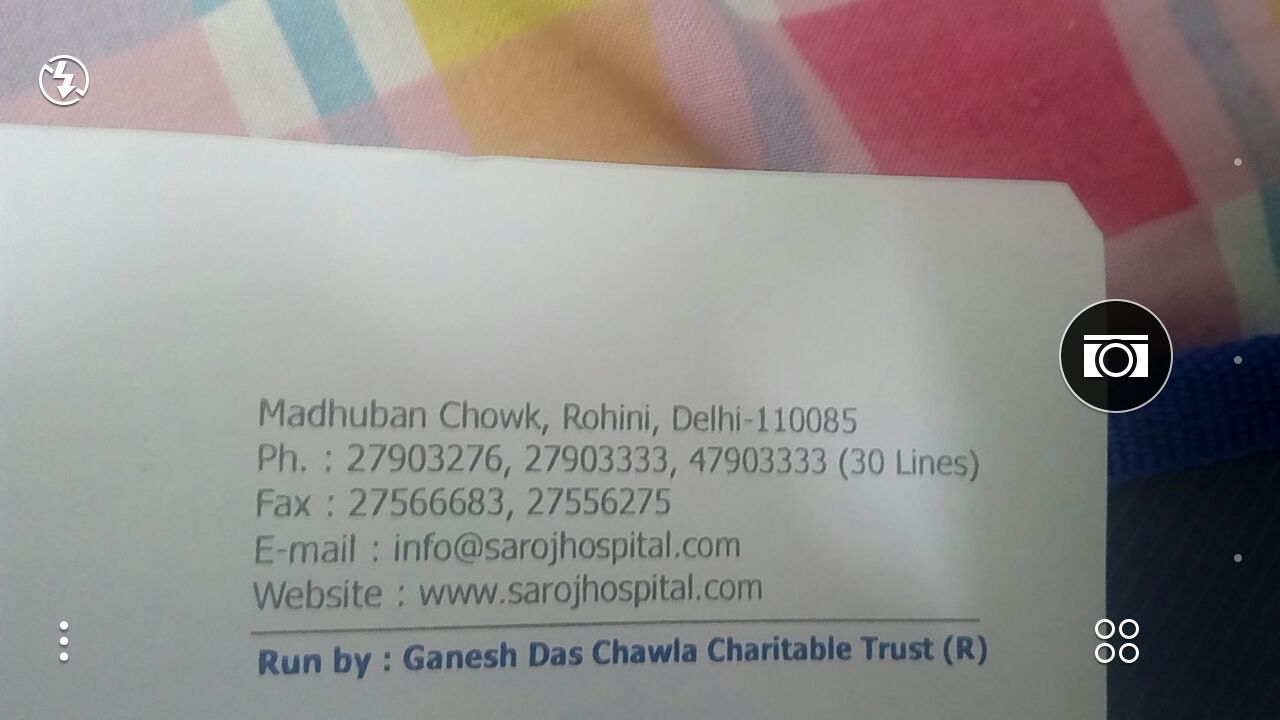 Madhuban Chowk, Rohini, Delhi-110085
Ph. : 27903276, 27903333, 47903333 (30 Lines)
Fax : 27566683, 27556275
E-mail : info@sarojhospital.com
Website : www.sarojhospital.com
Run by : Ganesh Das Chawla Charitable Trust (R)